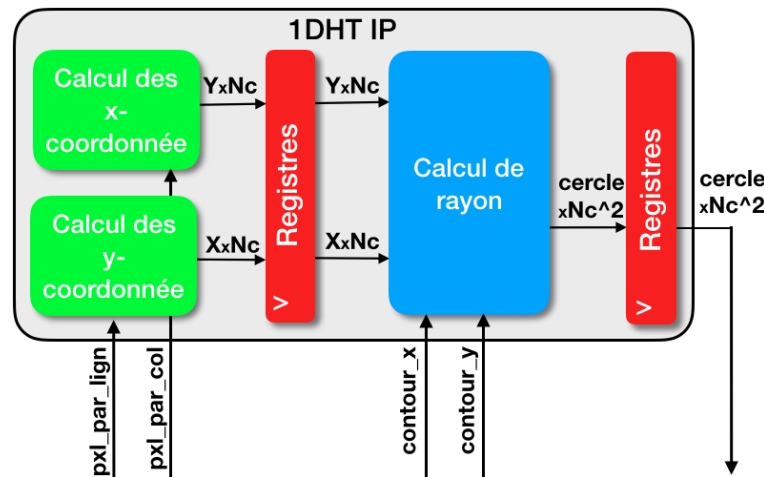 1DHT IP
Calcul des
x-
coordonnée
YxNc
Registres
>
YxNc
Calcul de
rayon
cercle
xNc^2
Registres
>
cercle
xNc^2
Calcul des
y-
coordonnée
XxNc
XxNc
pxl_par_lign
pxl_par_col
contour_x
contour_y